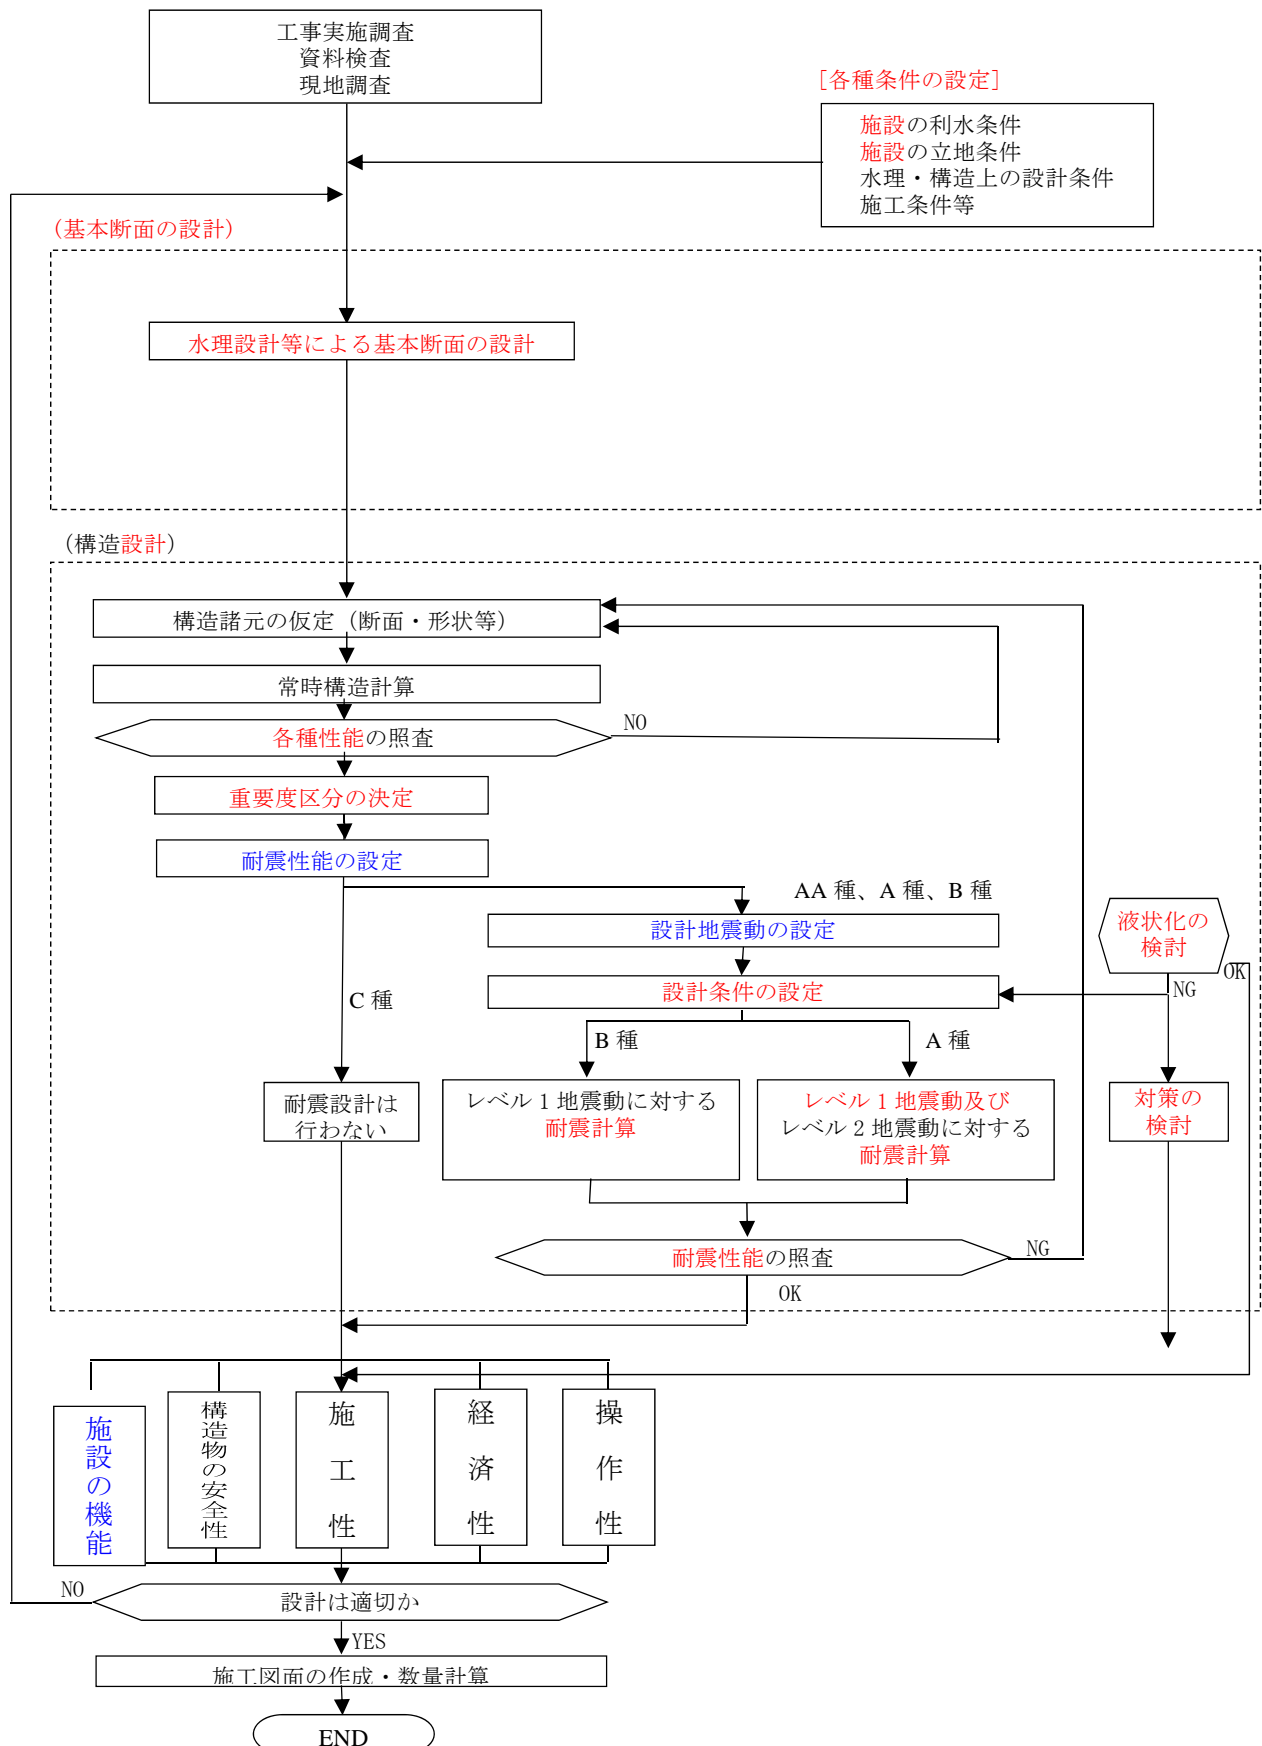 工事実施調査
資料検査
現地調査
[各種条件の設定]
施設の利水条件
施設の立地条件
水理・構造上の設計条件
施工条件等
(基本断面の設計)
水理設計等による基本断面の設計
(構造設計)
構造諸元の仮定(断面・形状等)
常時構造計算
各種性能の照査
NO
重要度区分の決定
耐震性能の設定
AA 種、A 種、B 種
設計地震動の設定
液状化の
検討
OK
NG
設計条件の設定
C 種
B 種
A 種
耐震設計は
行わない
レベル 1 地震動に対する
耐震計算
レベル 1 地震動及び
レベル 2 地震動に対する
耐震計算
対策の
検討
耐震性能の照査
NG
OK
施設の機能
構造物の安全性
施工性
経済性
操作性
設計は適切か
NO
YES
施工図面の作成・数量計算
END